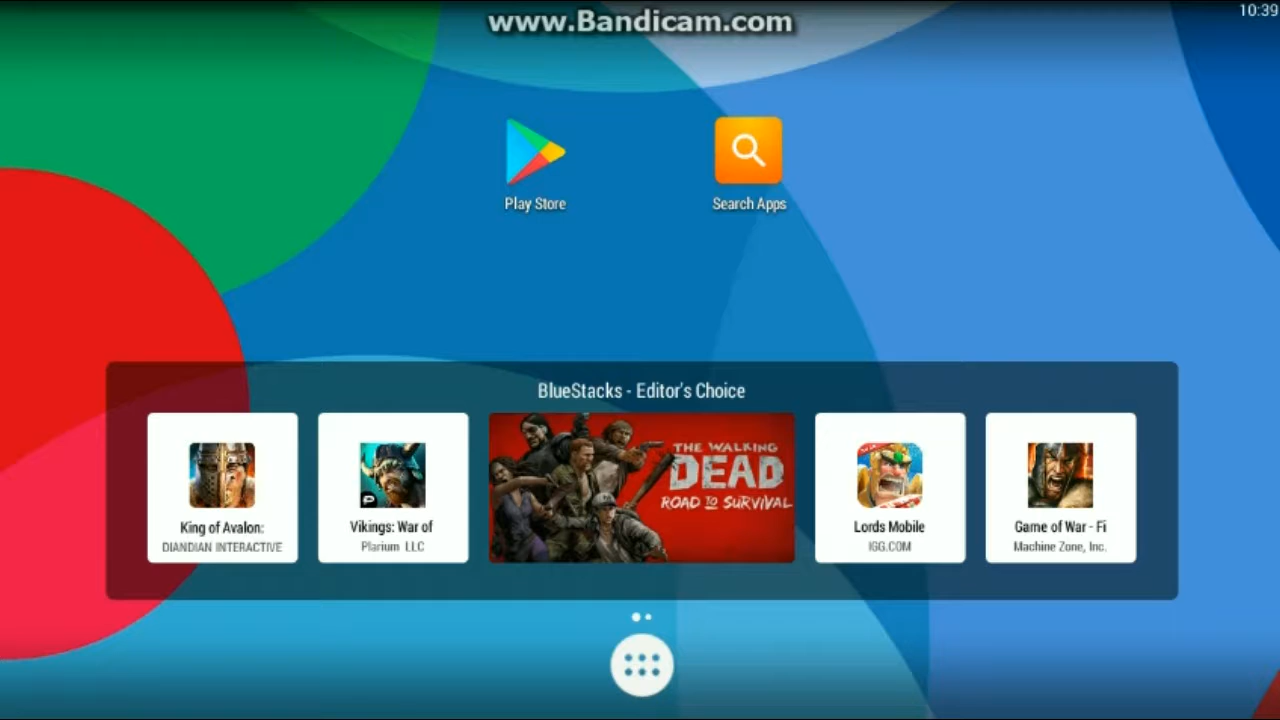 www.Bandicam.com
10:39
Play Store
Search Apps
BlueStacks - Editor's Choice
THE WALKING
DEAD
ROAD TO SURVIVAL
King of Avalon:
DIANDIAN INTERACTIVE
Vikings: War of
Plarium LLC
Lords Mobile
IGG.COM
Game of War - Fi
Machine Zone, Inc.